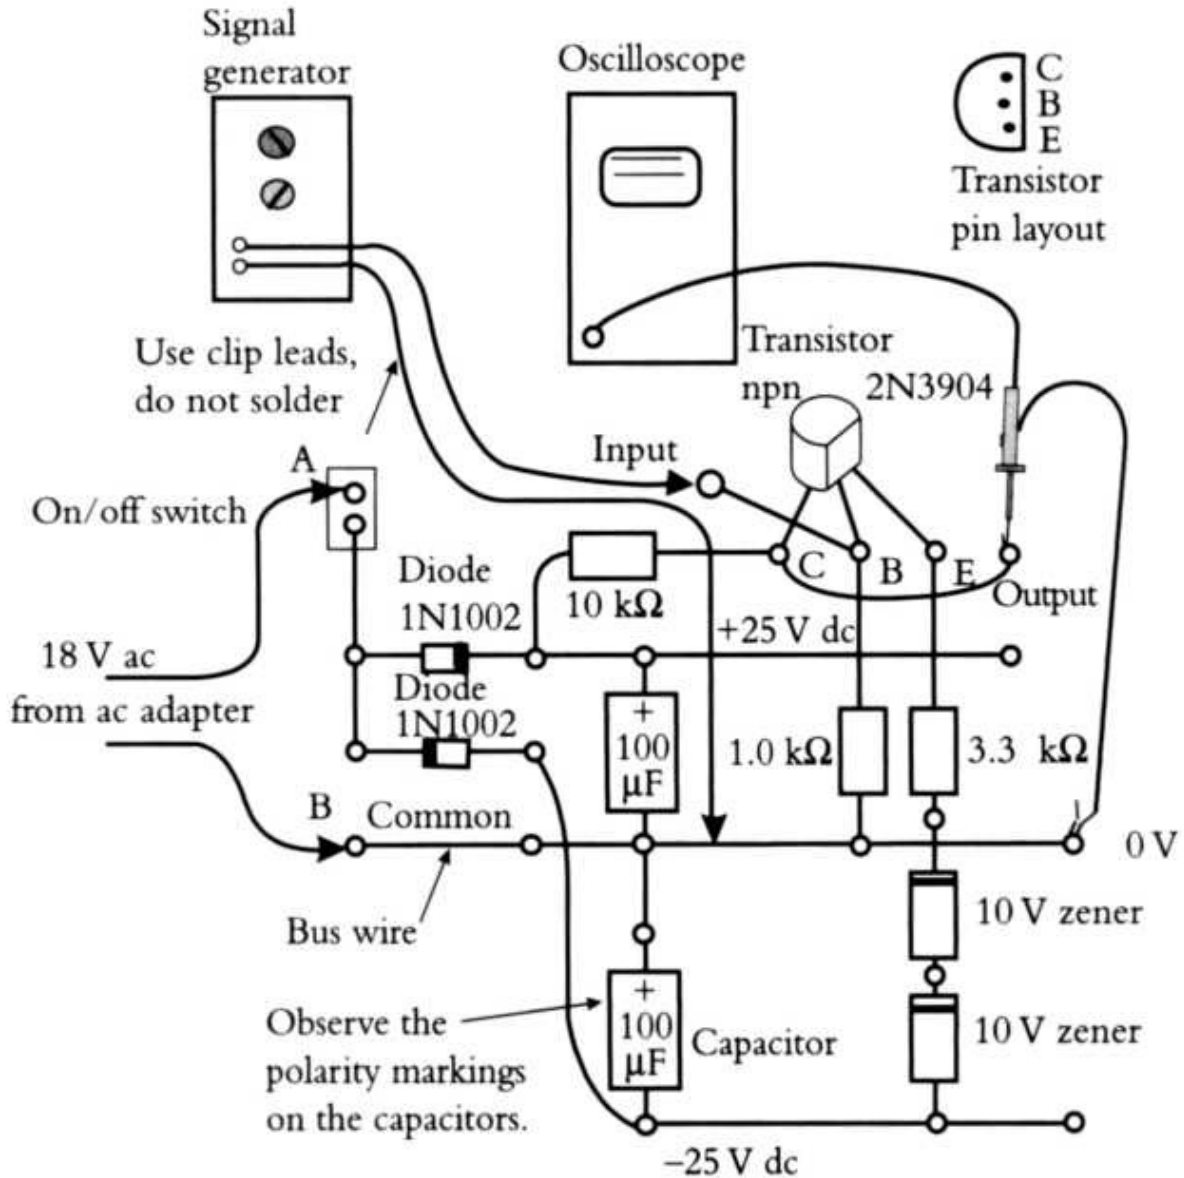 Signal
generator
Oscilloscope
C
B
E
Transistor
pin layout
Use clip leads,
do not solder
Transistor
npn 2N3904
Input
A
On/off switch
Diode
1N1002
10 kΩ
C
B
E
Output
+25 V dc
18 V ac
from ac adapter
Diode
1N1002
+
100
µF
1.0 kΩ
3.3 kΩ
B
Common
0 V
Bus wire
10 V zener
+
100
µF
Capacitor
10 V zener
Observe the
polarity markings
on the capacitors.
−25 V dc